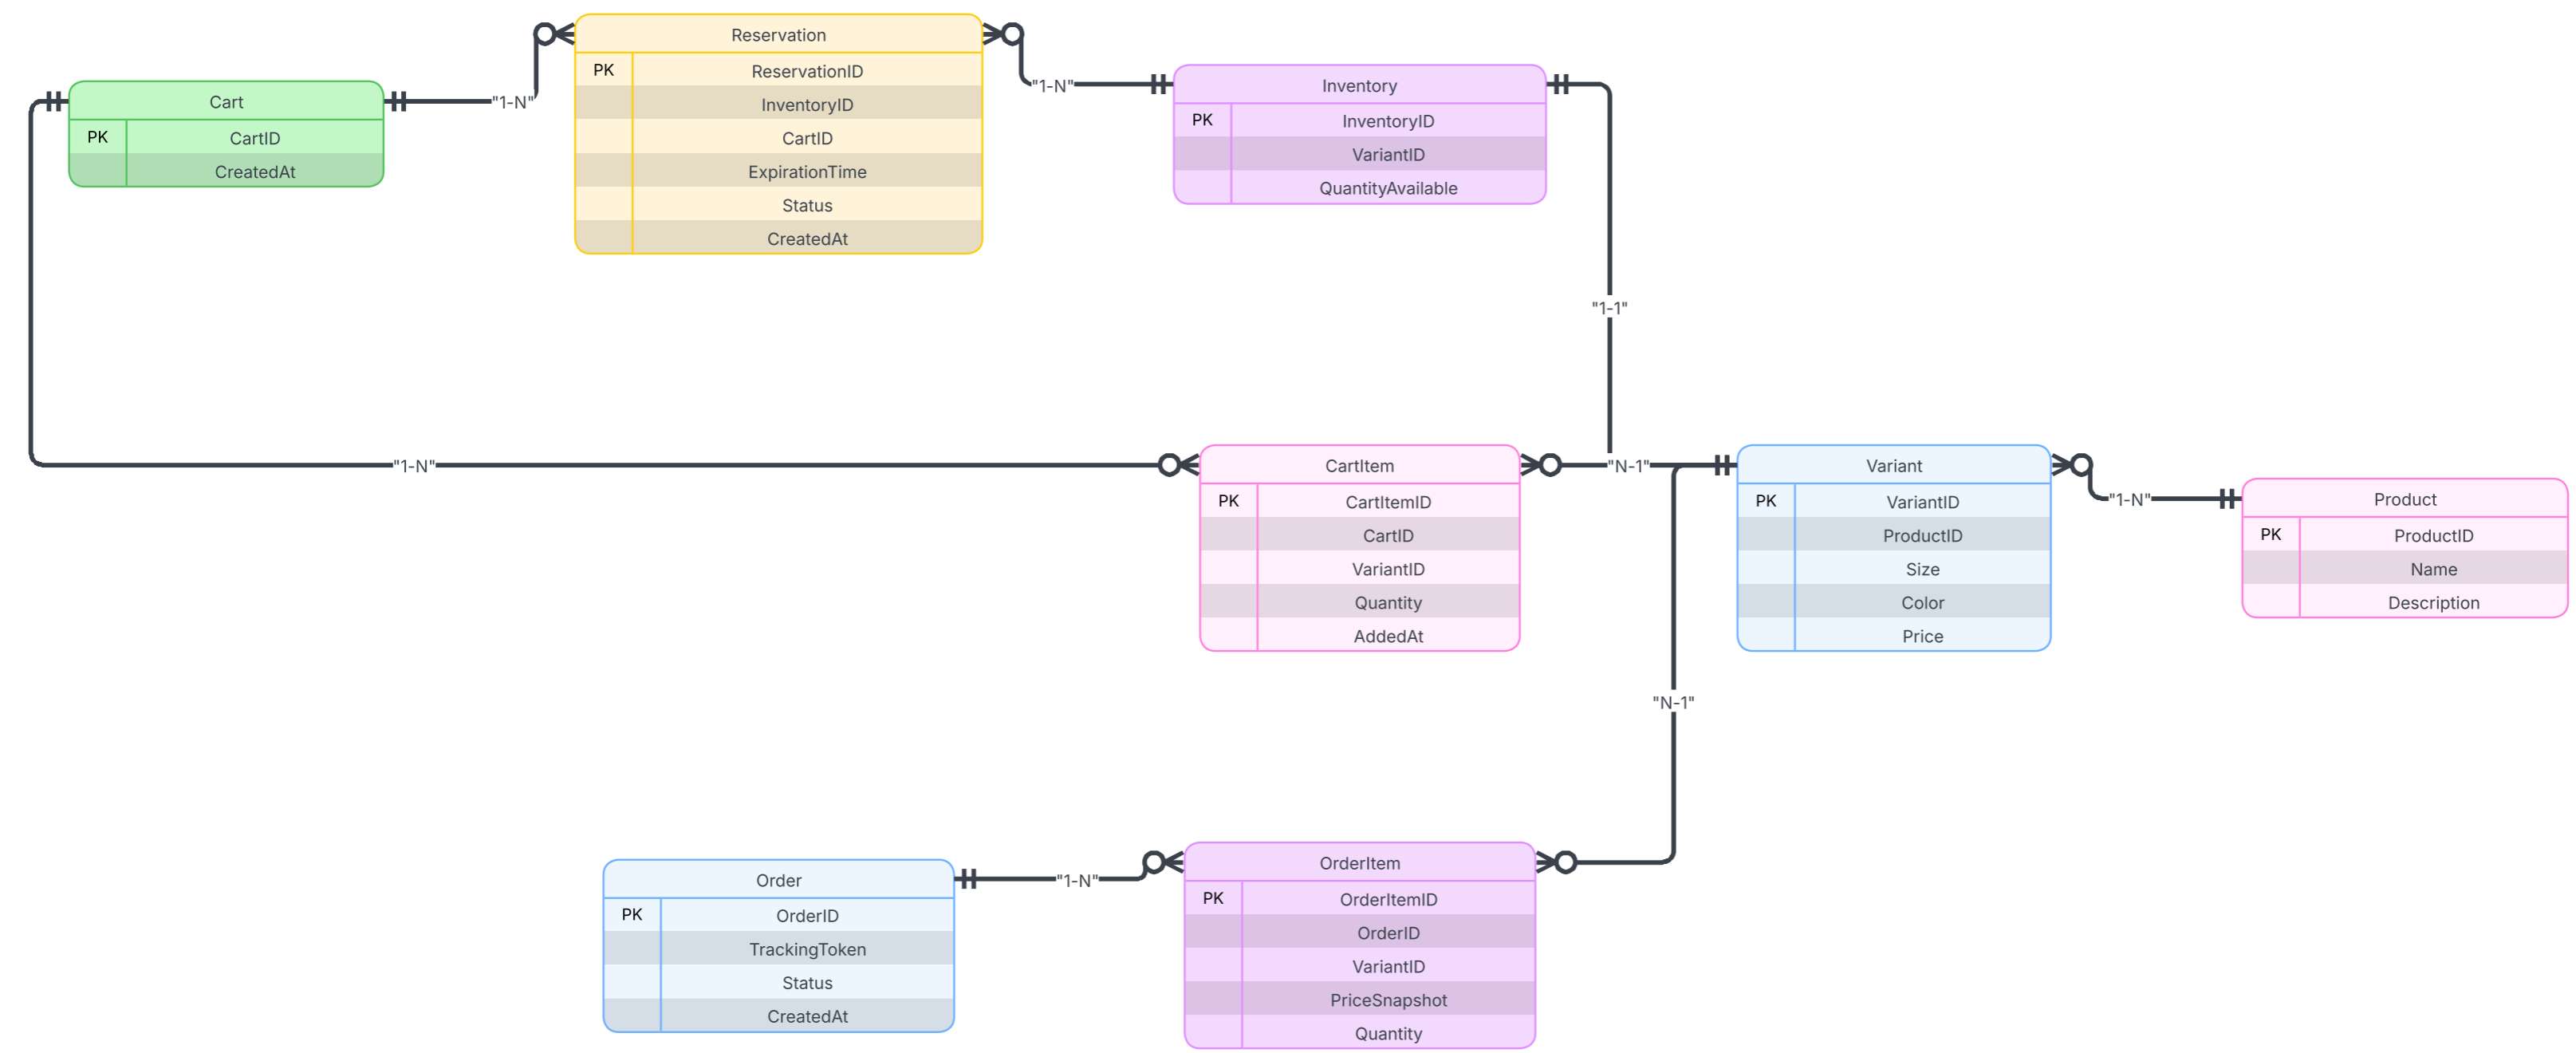 Reservation
PK ReservationID
InventoryID
CartID
ExpirationTime
Status
CreatedAt
Cart
PK CartID
CreatedAt
"1-N"
"1-N"
Inventory
PK InventoryID
VariantID
QuantityAvailable
"1-1"
"1-N"
CartItem
PK CartItemID
CartID
VariantID
Quantity
AddedAt
"N-1"
Variant
PK VariantID
ProductID
Size
Color
Price
"1-N"
Product
PK ProductID
Name
Description
"N-1"
Order
PK OrderID
TrackingToken
Status
CreatedAt
"1-N"
OrderItem
PK OrderItemID
OrderID
VariantID
PriceSnapshot
Quantity